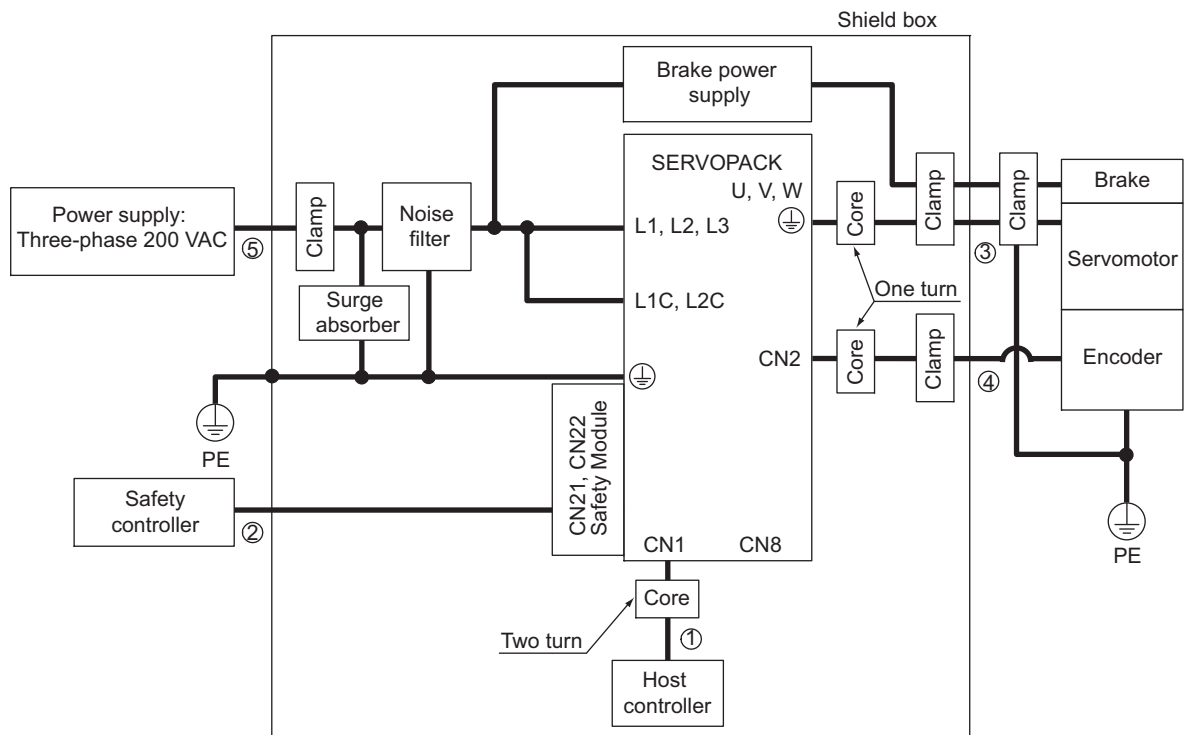 Shield box
Brake power
supply
SERVOPACK
U, V, W
Power supply:
Three-phase 200 VAC
⑤
Clamp
Noise
filter
L1, L2, L3
Core
Clamp
Clamp
Brake
③
Servomotor
Surge
absorber
L1C, L2C
One turn
CN2
Core
Clamp
④
Encoder
PE
CN21, CN22
Safety Module
Safety
controller
②
PE
CN1
CN8
Core
Two turn
①
Host
controller